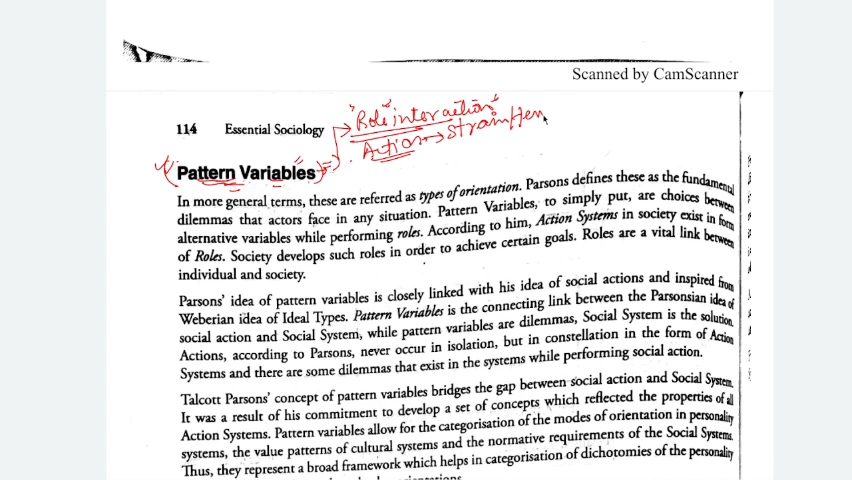 Scanned by CamScanner
"Role" interaction"
Action → Strain
114 Essential Sociology
Pattern Variables
In more general terms, these are referred as types of orientation. Parsons defines these as the fundamental
dilemmas that actors face in any situation. Pattern Variables, to simply put, are choices between
alternative variables while performing roles. According to him, Action Systems in society exist in form
of Roles. Society develops such roles in order to achieve certain goals. Roles are a vital link between
individual and society.
Parsons' idea of pattern variables is closely linked with his idea of social actions and inspired from
Weberian idea of Ideal Types. Pattern Variables is the connecting link between the Parsonsian idea of
social action and Social System, while pattern variables are dilemmas, Social System is the solution.
Actions, according to Parsons, never occur in isolation, but in constellation in the form of Action
Systems and there are some dilemmas that exist in the systems while performing social action.
Talcott Parsons' concept of pattern variables bridges the gap between social action and Social System.
It was a result of his commitment to develop a set of concepts which reflected the properties of all
Action Systems. Pattern variables allow for the categorisation of the modes of orientation in personality
systems, the value patterns of cultural systems and the normative requirements of the Social Systems.
Thus, they represent a broad framework which helps in categorisation of dichotomies of the personality